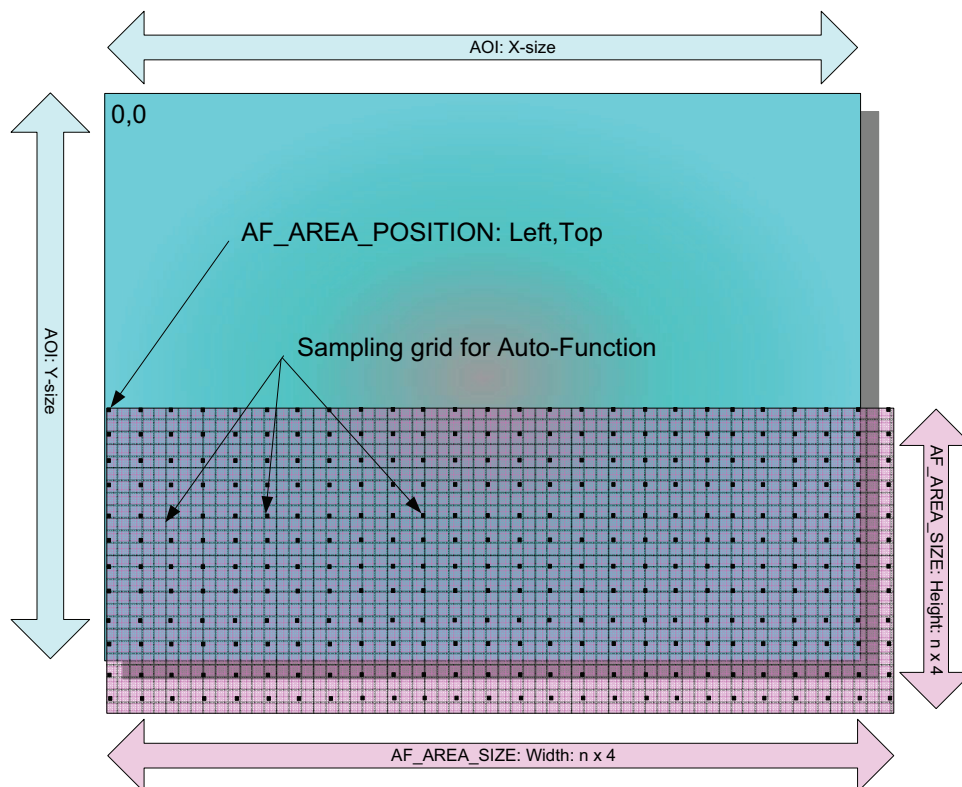 AOI: X-size
0,0
AF_AREA_POSITION: Left,Top
AOI: Y-size
Sampling grid for Auto-Function
AF_AREA_SIZE: Height: n x 4
AF_AREA_SIZE: Width: n x 4